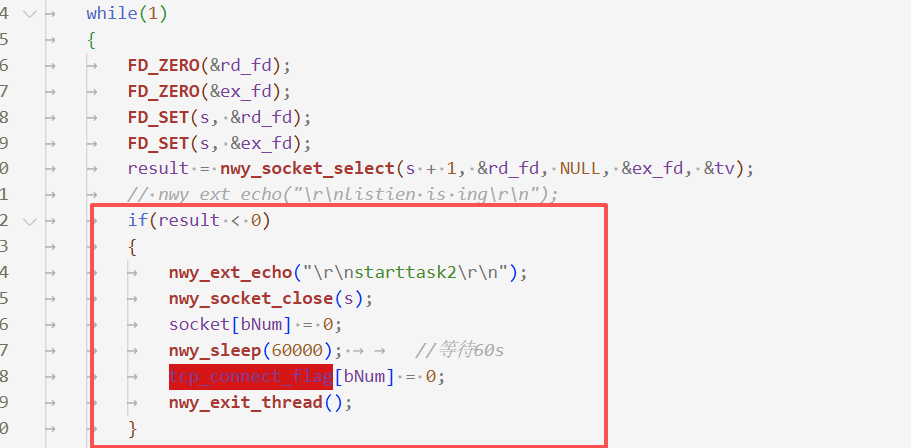 4 while(1)
5 {
6 FD_ZERO(&rd_fd);
7 FD_ZERO(&ex_fd);
8 FD_SET(s, &rd_fd);
9 FD_SET(s, &ex_fd);
0 result = nwy_socket_select(s + 1, &rd_fd, NULL, &ex_fd, &tv);
1 // nwy_ext_echo("\r\nlistien is ing\r\n");
2 if(result < 0)
3 {
4 nwy_ext_echo("\r\nstarttask2\r\n");
5 nwy_socket_close(s);
6 socket[bNum] = 0;
7 nwy_sleep(60000); //等待60s
8 tcp_connect_flag[bNum] = 0;
9 nwy_exit_thread();
0 }